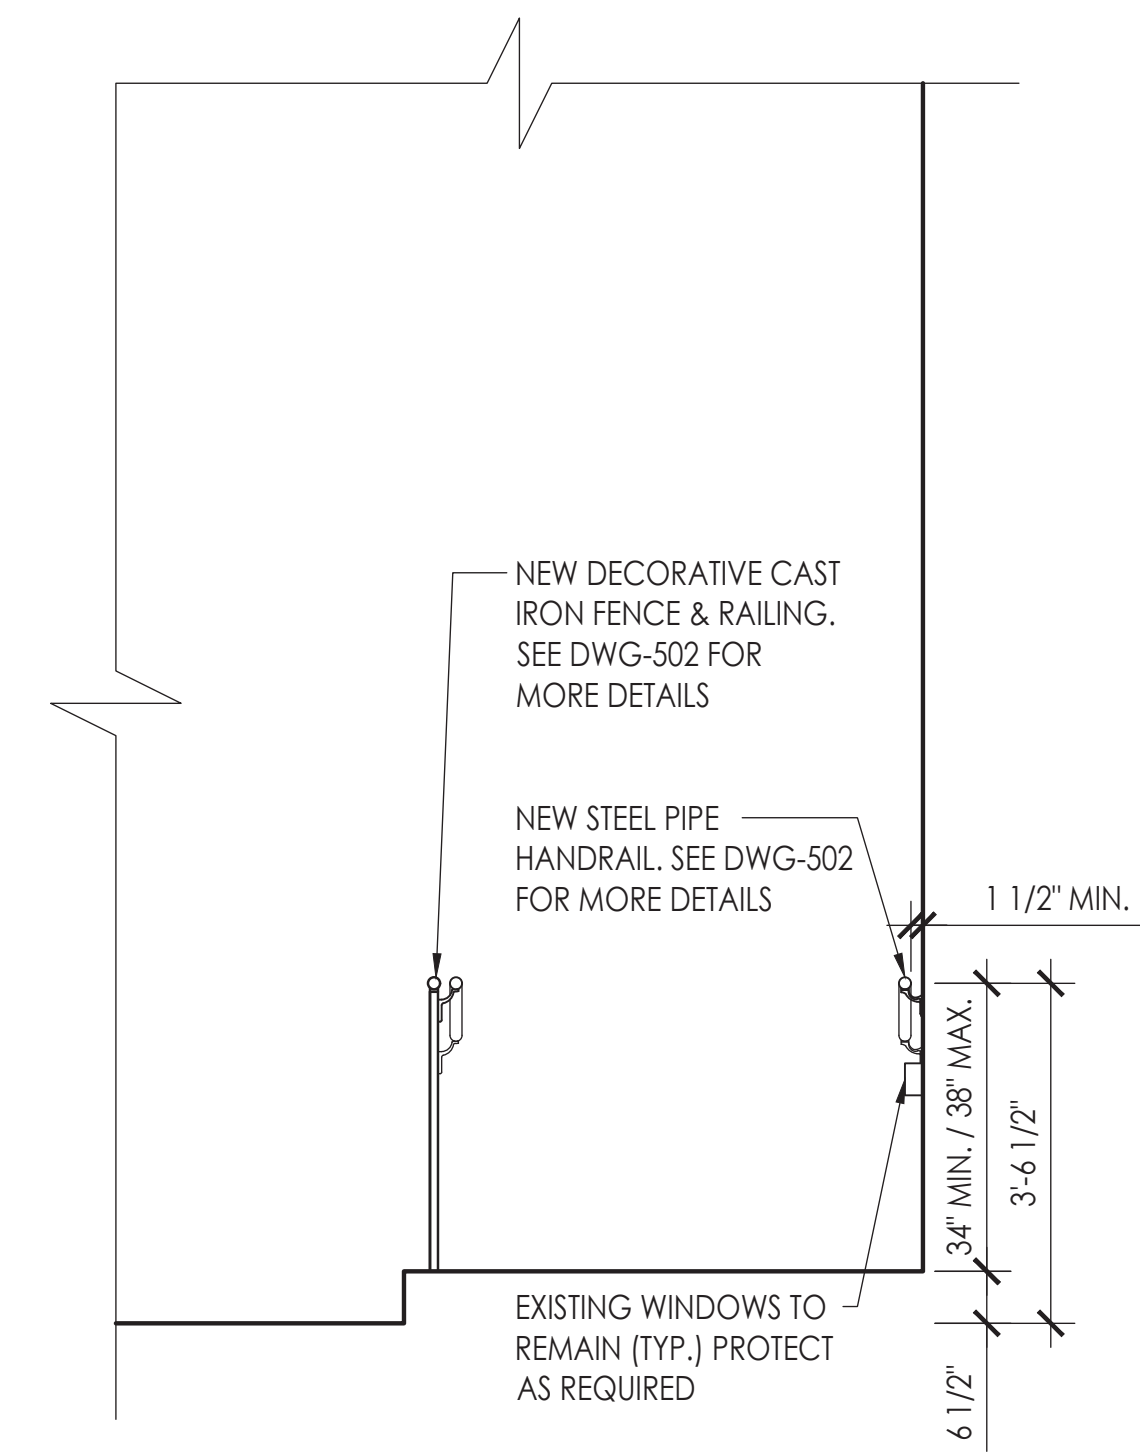 NEW DECORATIVE CAST
IRON FENCE & RAILING.
SEE DWG-502 FOR
MORE DETAILS
NEW STEEL PIPE
HANDRAIL. SEE DWG-502
FOR MORE DETAILS
1 1/2" MIN.
34" MIN. / 38" MAX.
3'-6 1/2"
EXISTING WINDOWS TO
REMAIN (TYP.) PROTECT
AS REQUIRED
6 1/2"